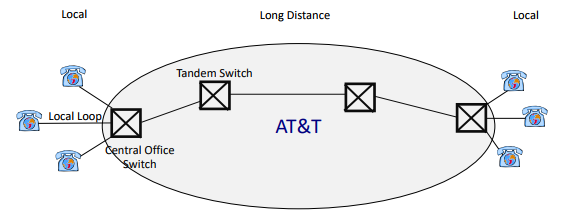 Local
Long Distance
Local
Tandem Switch
Local Loop
AT&T
Central Office
Switch